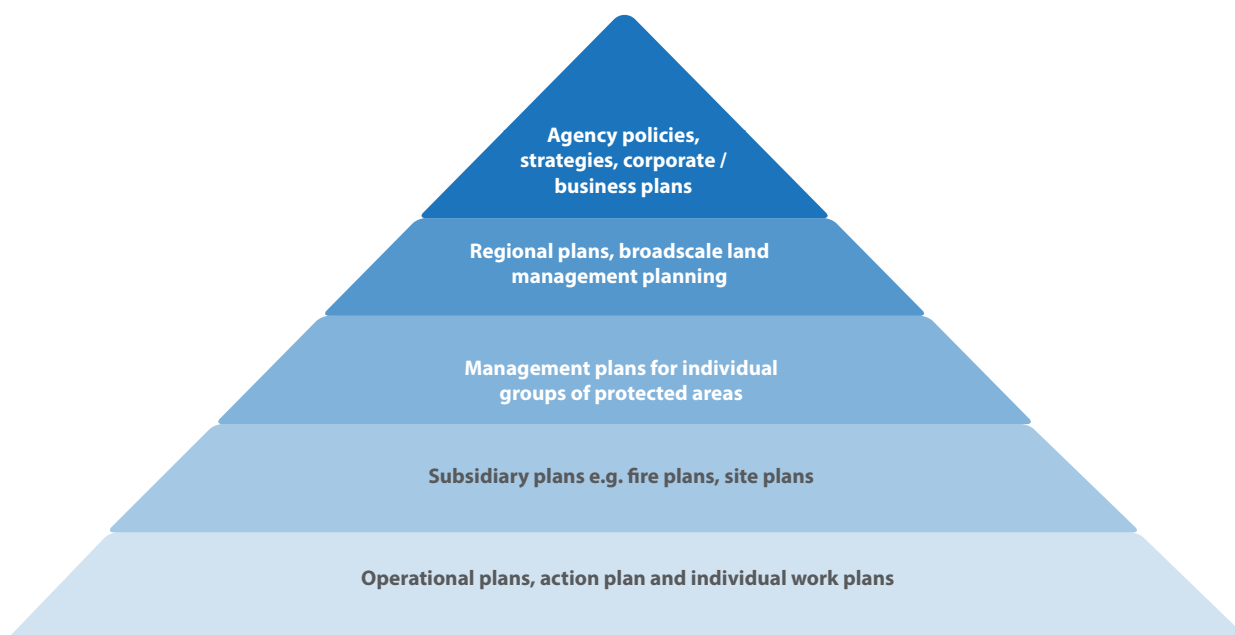 Agency policies,
strategies, corporate /
business plans
Regional plans, broadscale land
management planning
Management plans for individual
groups of protected areas
Subsidiary plans e.g. fire plans, site plans
Operational plans, action plan and individual work plans